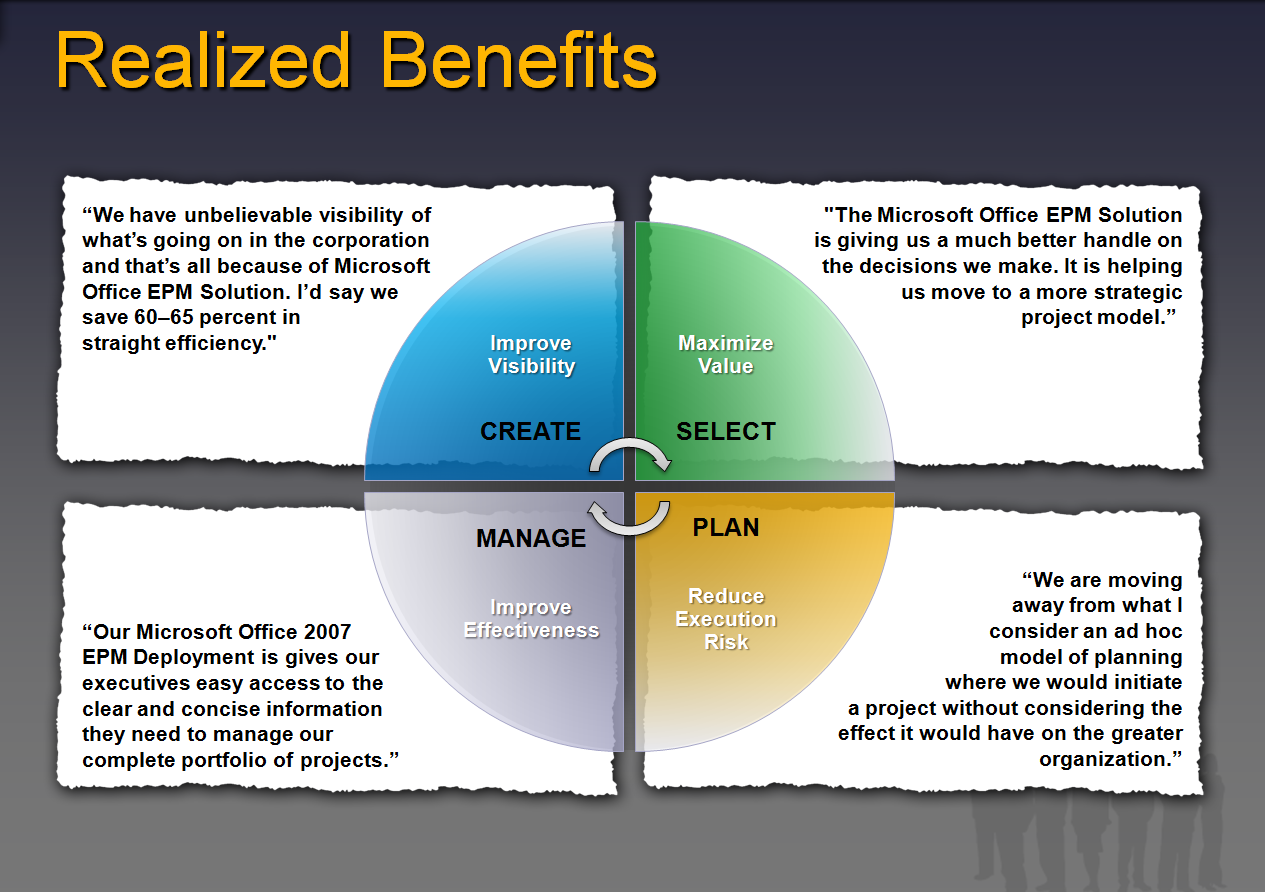 Realized Benefits
“We have unbelievable visibility of
what’s going on in the corporation
and that’s all because of Microsoft
Office EPM Solution. I’d say we
save 60–65 percent in
straight efficiency."
"The Microsoft Office EPM Solution
is giving us a much better handle on
the decisions we make. It is helping
us move to a more strategic
project model.”
Improve
Visibility
CREATE
Maximize
Value
SELECT
MANAGE
Improve
Effectiveness
PLAN
Reduce
Execution
Risk
“Our Microsoft Office 2007
EPM Deployment is gives our
executives easy access to the
clear and concise information
they need to manage our
complete portfolio of projects.”
“We are moving
away from what I
consider an ad hoc
model of planning
where we would initiate
a project without considering the
effect it would have on the greater
organization.”